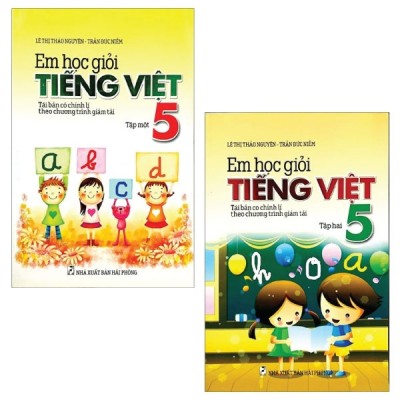 LÊ THỊ THẢO NGUYÊN - TRẦN ĐỨC NIỀM
Em học giỏi
TIẾNG VIỆT
5
Tái bản có chỉnh lí
theo chương trình giảm tải
Tập một
a b c d
NHÀ XUẤT BẢN HẢI PHÒNG
LÊ THỊ THẢO NGUYÊN - TRẦN ĐỨC NIỀM
Em học giỏi
TIẾNG VIỆT
5
Tái bản có chỉnh lí
theo chương trình giảm tải
Tập hai
h o a
NHÀ XUẤT BẢN HẢI PHÒNG